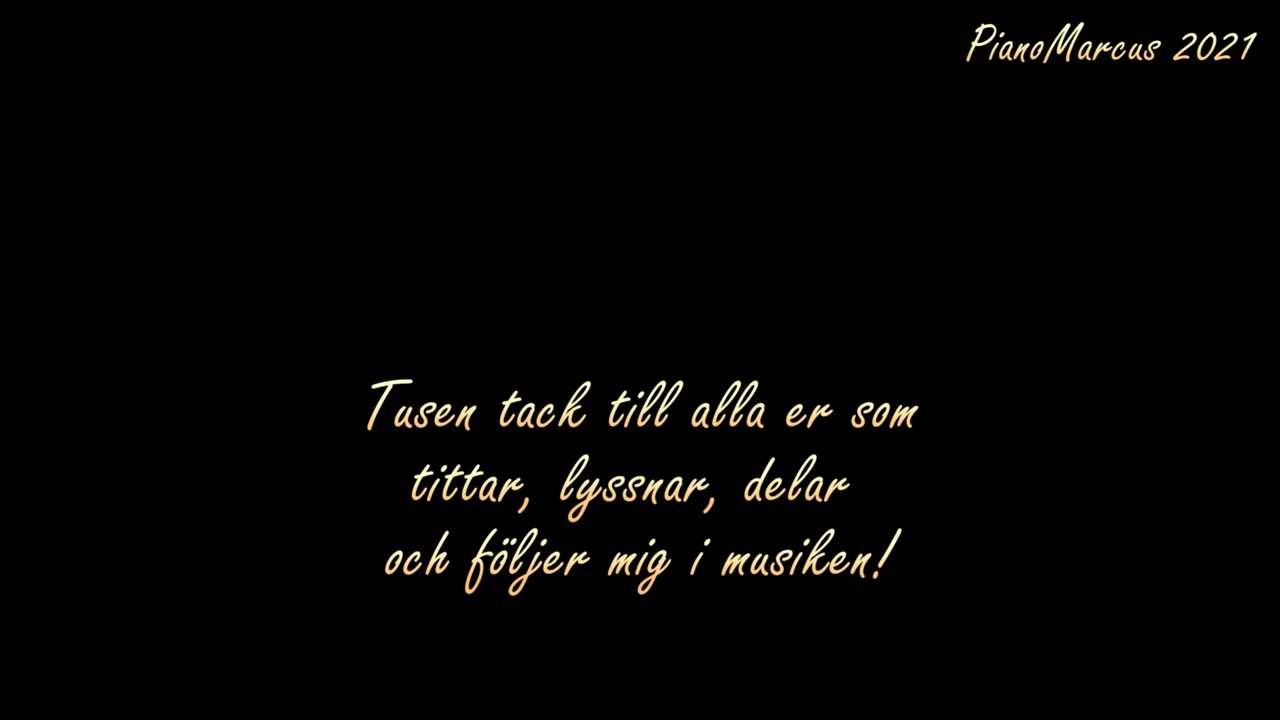 PianoMarcus 2021
Tusen tack till alla er som
tittar, lyssnar, delar
och följer mig i musiken!